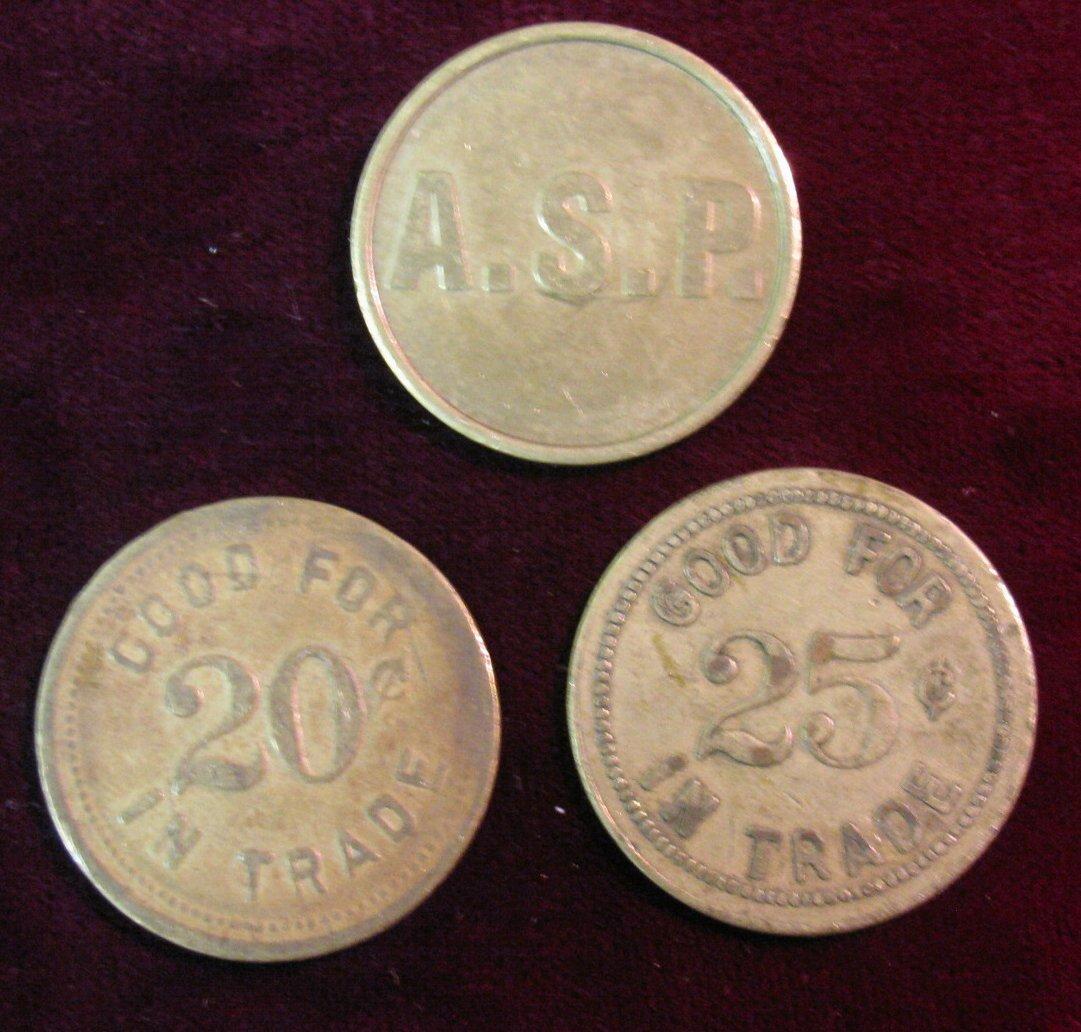 A.S.P.
GOOD FOR
20 ¢
IN TRADE
GOOD FOR
25 ¢
IN TRADE